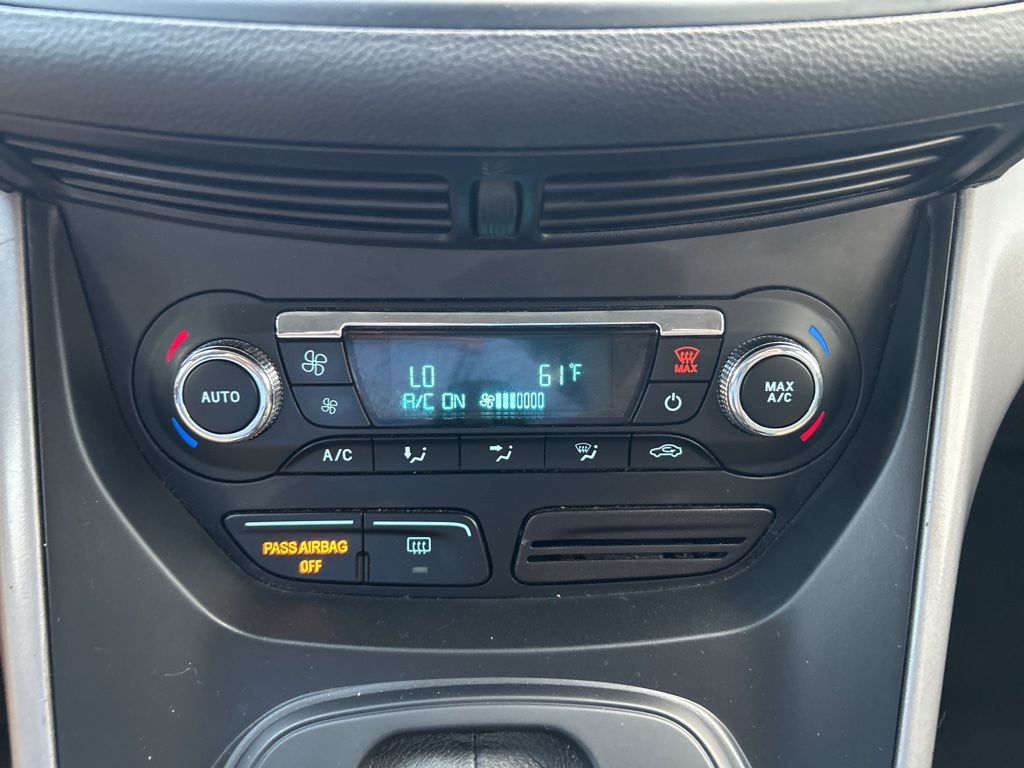 LO 61°F
A/C ON
MAX
AUTO
MAX
A/C
A/C
PASS AIRBAG
OFF